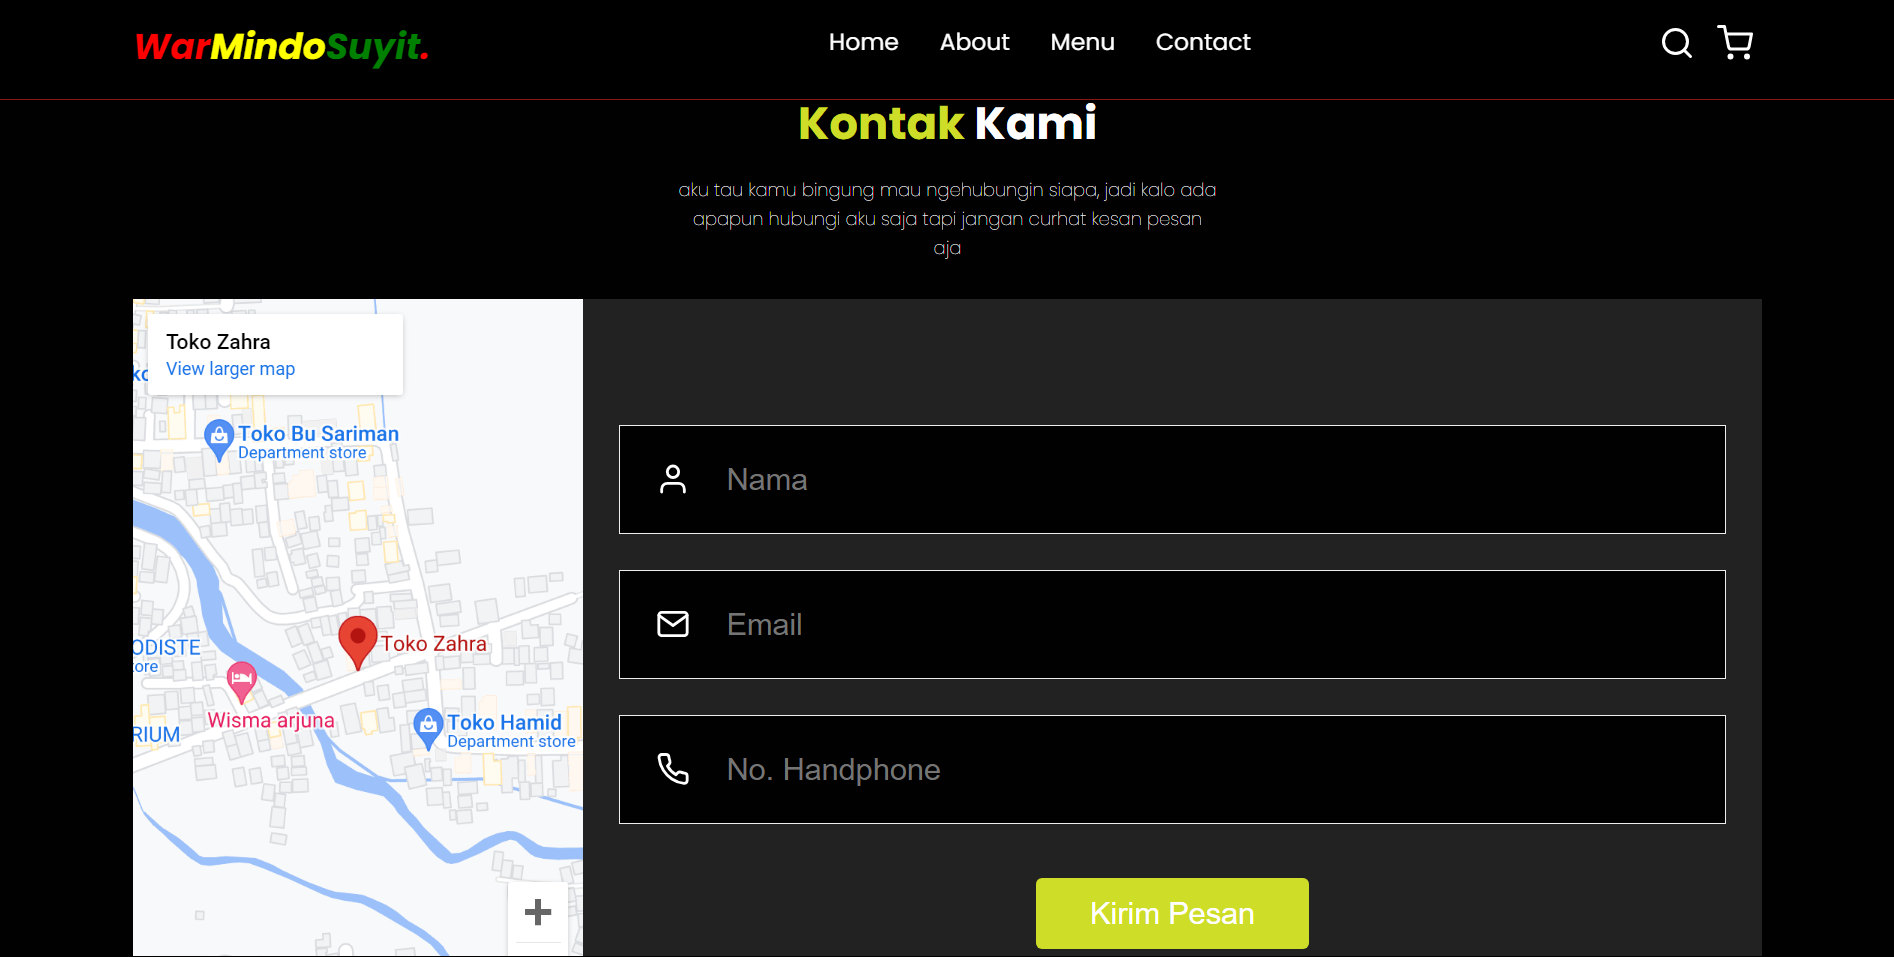 WarMindoSuyit.
Home About Menu Contact
Kontak Kami
aku tau kamu bingung mau ngehubungin siapa, jadi kalo ada
apapun hubungi aku saja tapi jangan curhat kesan pesan
aja
Toko Zahra
View larger map
Toko Bu Sariman
Department store
Toko Zahra
ODISTE
ore
Wisma arjuna
RIUM
Toko Hamid
Department store
Nama
Email
No. Handphone
Kirim Pesan